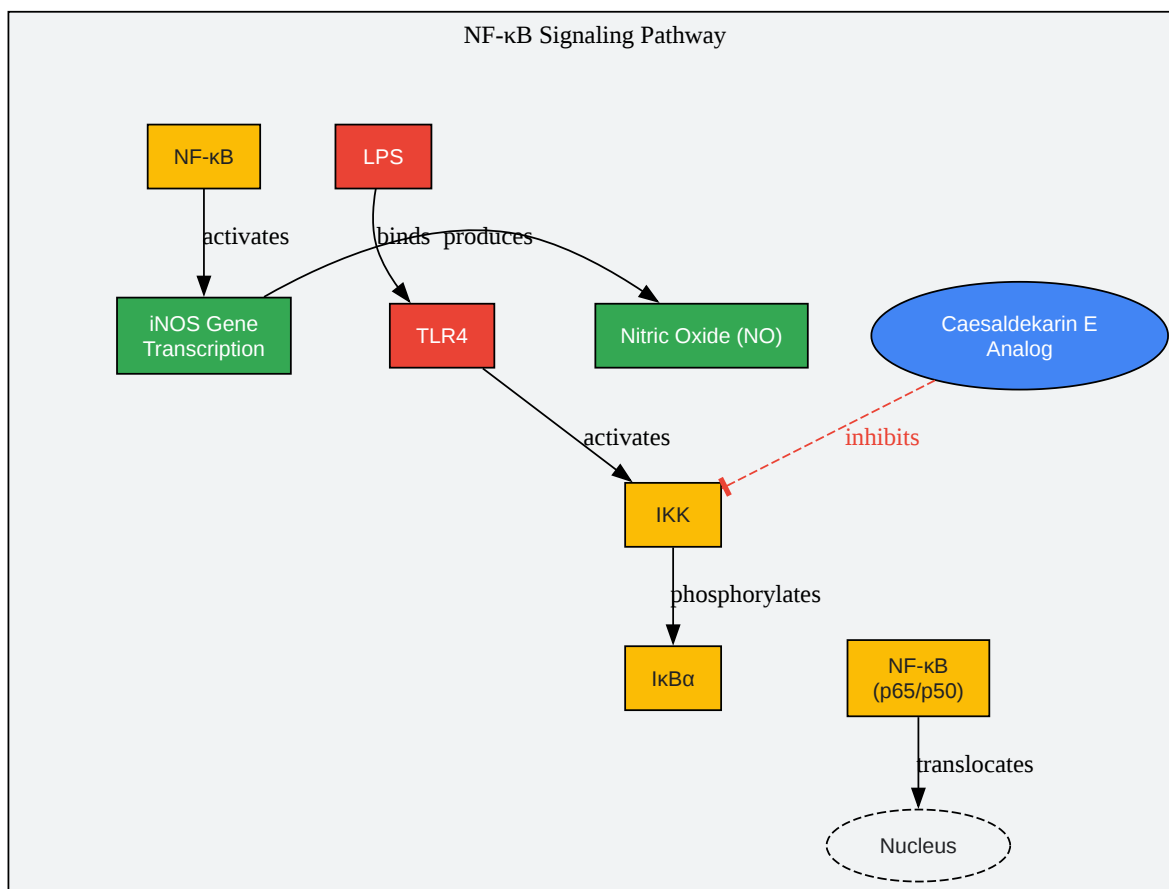 NF-κB Signaling Pathway
NF-κB
LPS
activates
binds
produces
iNOS Gene
Transcription
TLR4
Nitric Oxide (NO)
Caesaldekarin E
Analog
activates
inhibits
IKK
phosphorylates
IκBα
NF-κB
(p65/p50)
translocates
Nucleus